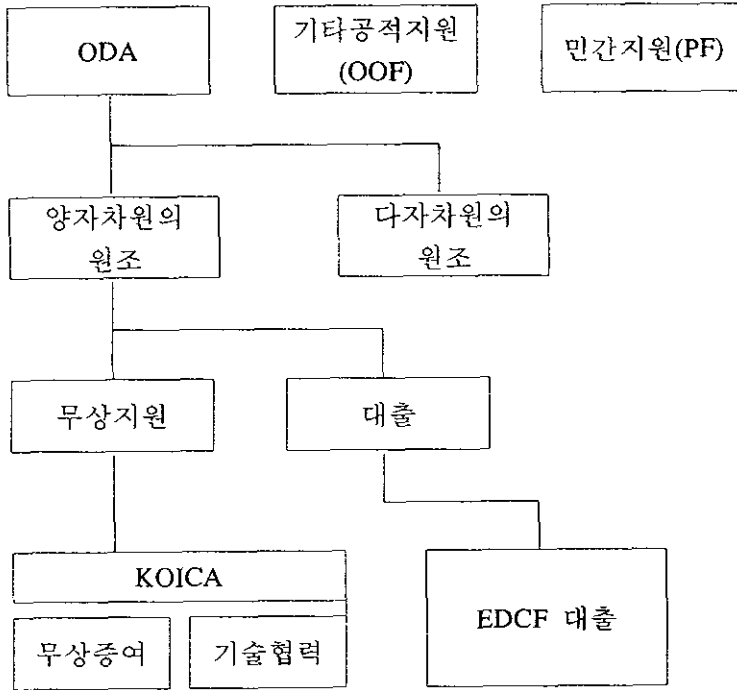 ODA
기타공적지원
(OOF)
민간지원(PF)
양자차원의
원조
다자차원의
원조
무상지원
대출
KOICA
무상증여
기술협력
EDCF 대출